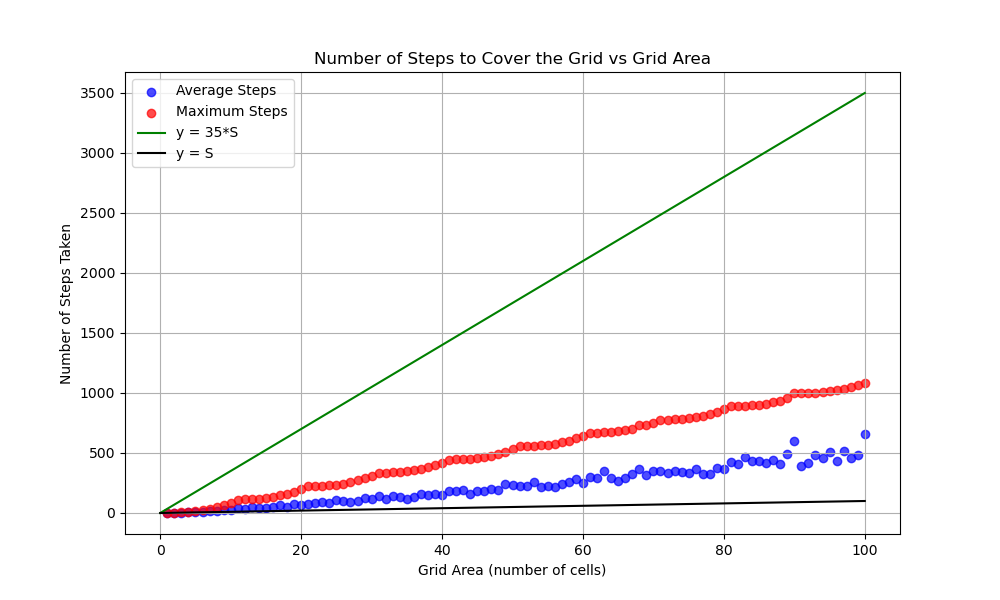 Number of Steps to Cover the Grid vs Grid Area
Average Steps
Maximum Steps
y = 35*S
y = S
Number of Steps Taken
3500
3000
2500
2000
1500
1000
500
0
0 20 40 60 80 100
Grid Area (number of cells)